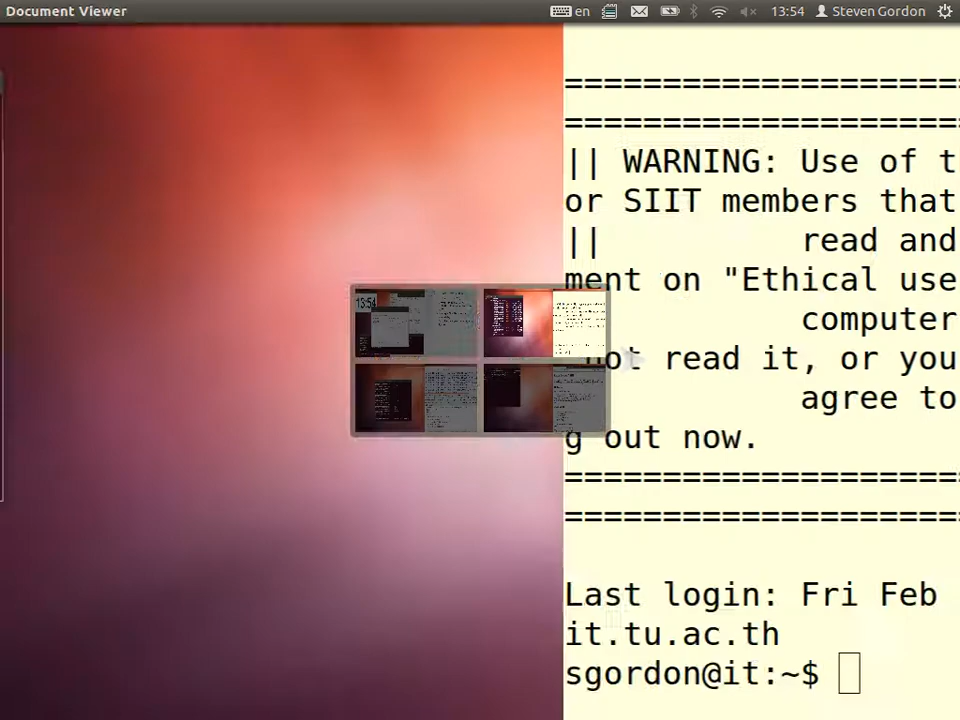 Document Viewer
en
13:54
Steven Gordon
=====================
=====================
|| WARNING: Use of t
or SIIT members that
|| read and
ment on "Ethical use
computer
not read it, or you
agree to
g out now.
=====================
=====================
Last login: Fri Feb
it.tu.ac.th
sgordon@it:~$
13:54